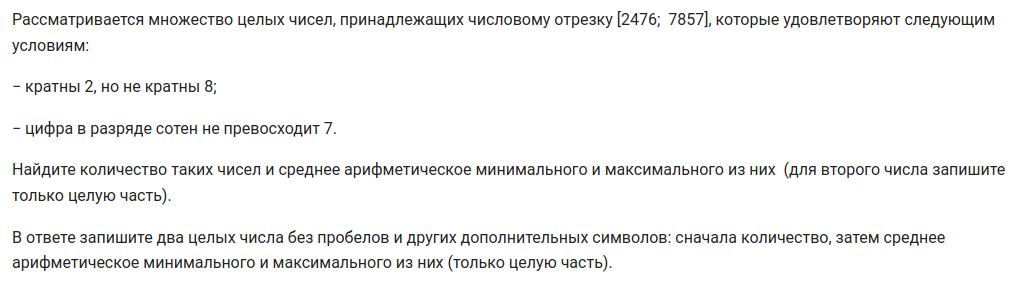 Рассматривается множество целых чисел, принадлежащих числовому отрезку [2476;  7857], которые удовлетворяют следующим
условиям:
− кратны 2, но не кратны 8;
− цифра в разряде сотен не превосходит 7.
Найдите количество таких чисел и среднее арифметическое минимального и максимального из них  (для второго числа запишите
только целую часть).
В ответе запишите два целых числа без пробелов и других дополнительных символов: сначала количество, затем среднее
арифметическое минимального и максимального из них (только целую часть).